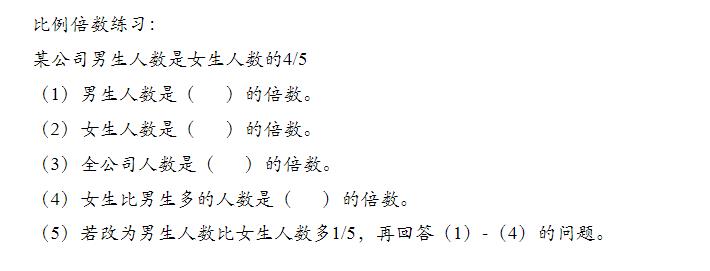 比例倍数练习：
某公司男生人数是女生人数的4/5
（1）男生人数是（      ）的倍数。
（2）女生人数是（      ）的倍数。
（3）全公司人数是（      ）的倍数。
（4）女生比男生多的人数是（      ）的倍数。
（5）若改为男生人数比女生人数多1/5，再回答（1）-（4）的问题。